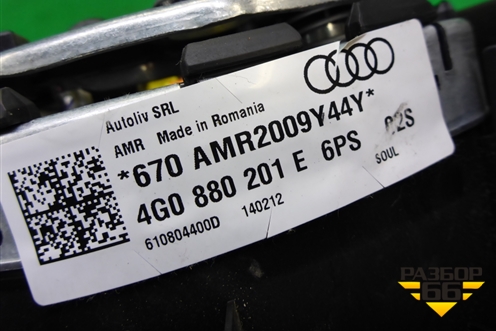 Autoliv SRL
AMR Made in Romania
*670 AMR2009Y44Y*
4G0 880 201 E 6PS 02S
610804400D 140212 SOUL
РАЗБОР
66